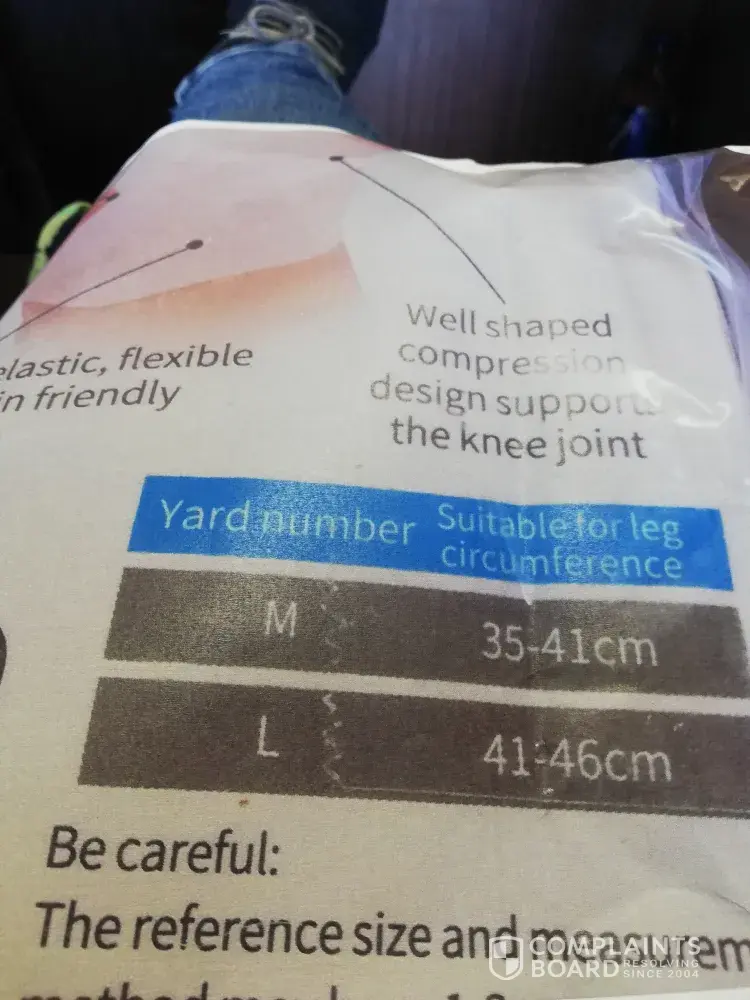 elastic, flexible
in friendly
Well shaped
compression
design supports
the knee joint
Yard number
Suitable for leg
circumference
M
35-41cm
L
41-46cm
Be careful:
The reference size and measurem
COMPLAINTS
BOARD RESOLVING
SINCE 2004